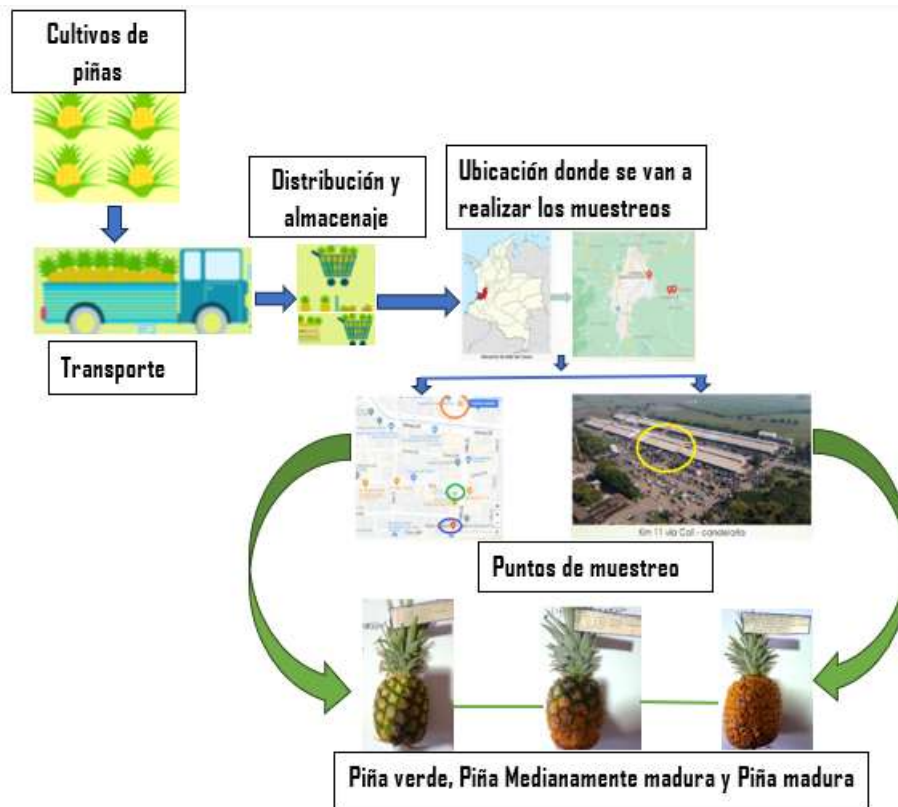 Cultivos de
piñas
Distribución y
almacenaje
Ubicación donde se van a
realizar los muestreos
Transporte
Km 11 vía Cali - candelaria
Puntos de muestreo
Piña verde, Piña Medianamente madura y Piña madura